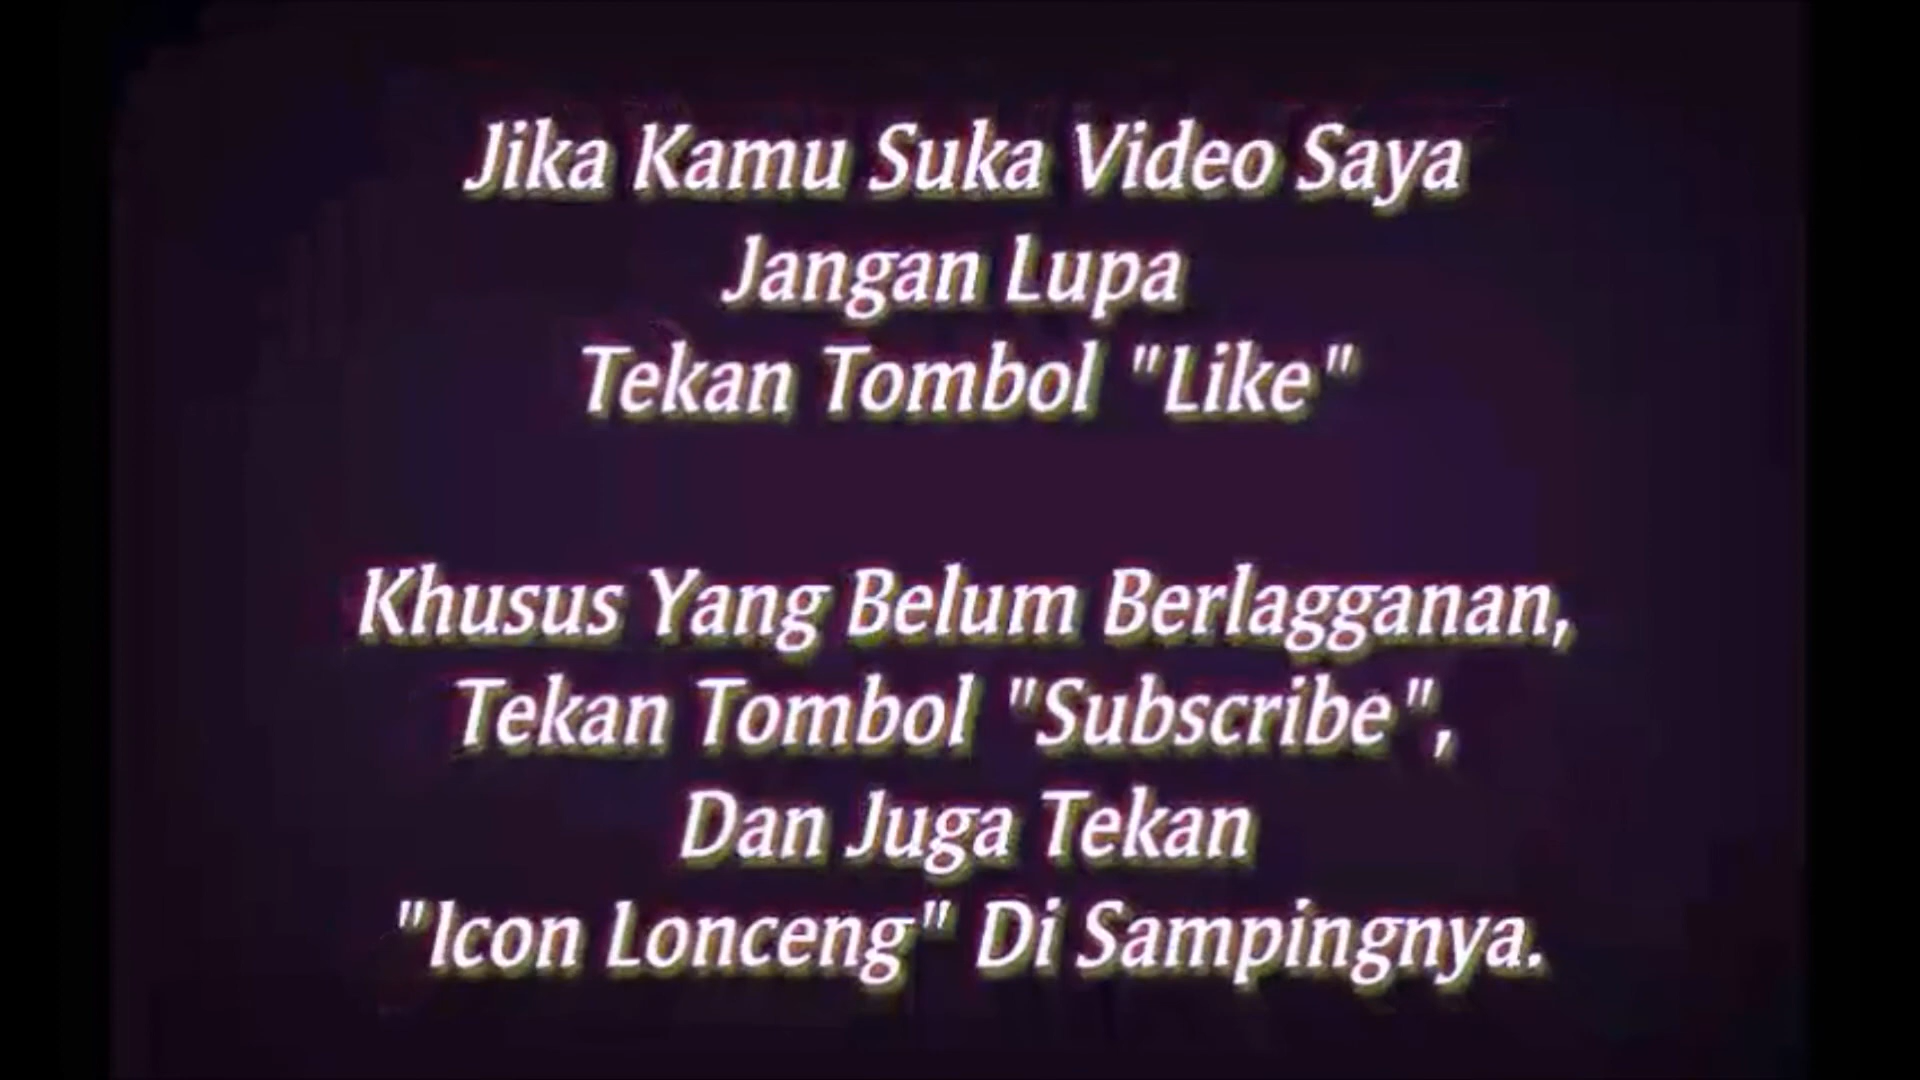 Jika Kamu Suka Video Saya
Jangan Lupa
Tekan Tombol "Like"
Khusus Yang Belum Berlagganan,
Tekan Tombol "Subscribe",
Dan Juga Tekan
"Icon Lonceng" Di Sampingnya.